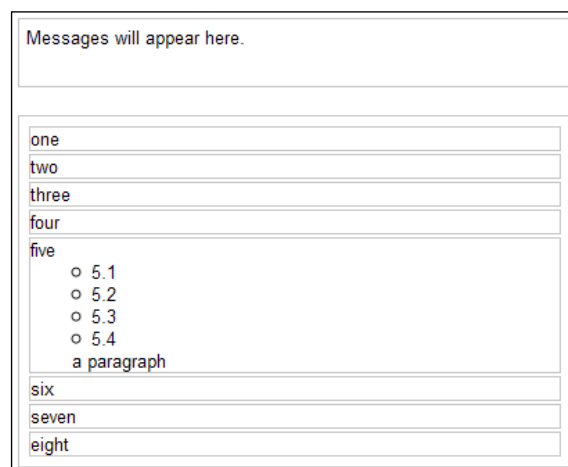 Messages will appear here.
one
two
three
four
five
5.1
5.2
5.3
5.4
a paragraph
six
seven
eight